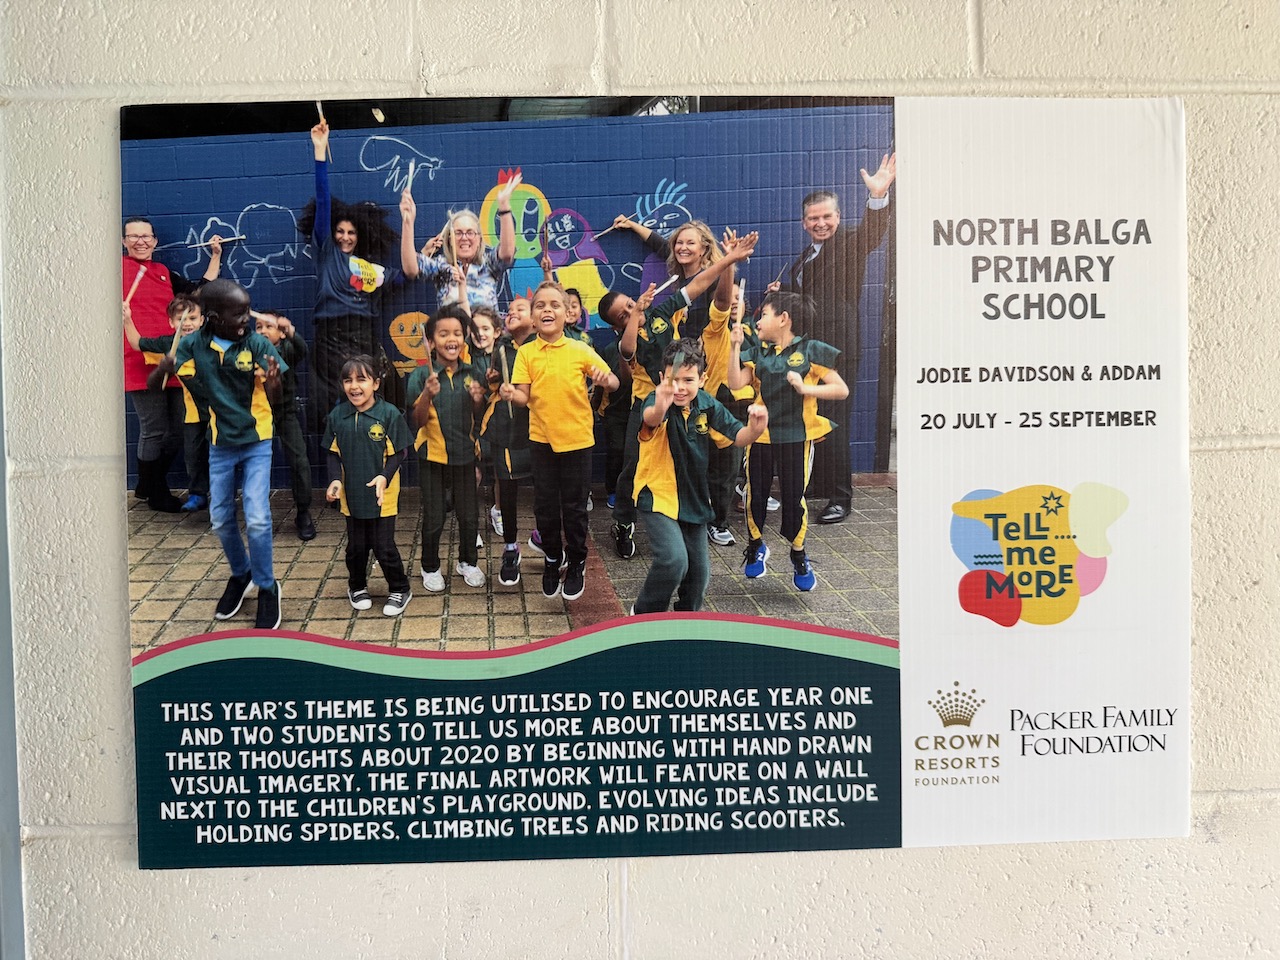 Tell
me
MORE
THIS YEAR'S THEME IS BEING UTILISED TO ENCOURAGE YEAR ONE
AND TWO STUDENTS TO TELL US MORE ABOUT THEMSELVES AND
THEIR THOUGHTS ABOUT 2020 BY BEGINNING WITH HAND DRAWN
VISUAL IMAGERY. THE FINAL ARTWORK WILL FEATURE ON A WALL
NEXT TO THE CHILDREN'S PLAYGROUND. EVOLVING IDEAS INCLUDE
HOLDING SPIDERS, CLIMBING TREES AND RIDING SCOOTERS.
NORTH BALGA
PRIMARY
SCHOOL
JODIE DAVIDSON & ADDAM
20 JULY - 25 SEPTEMBER
TeLL....
me
MoRE
CROWN
RESORTS
FOUNDATION
PACKER FAMILY
FOUNDATION